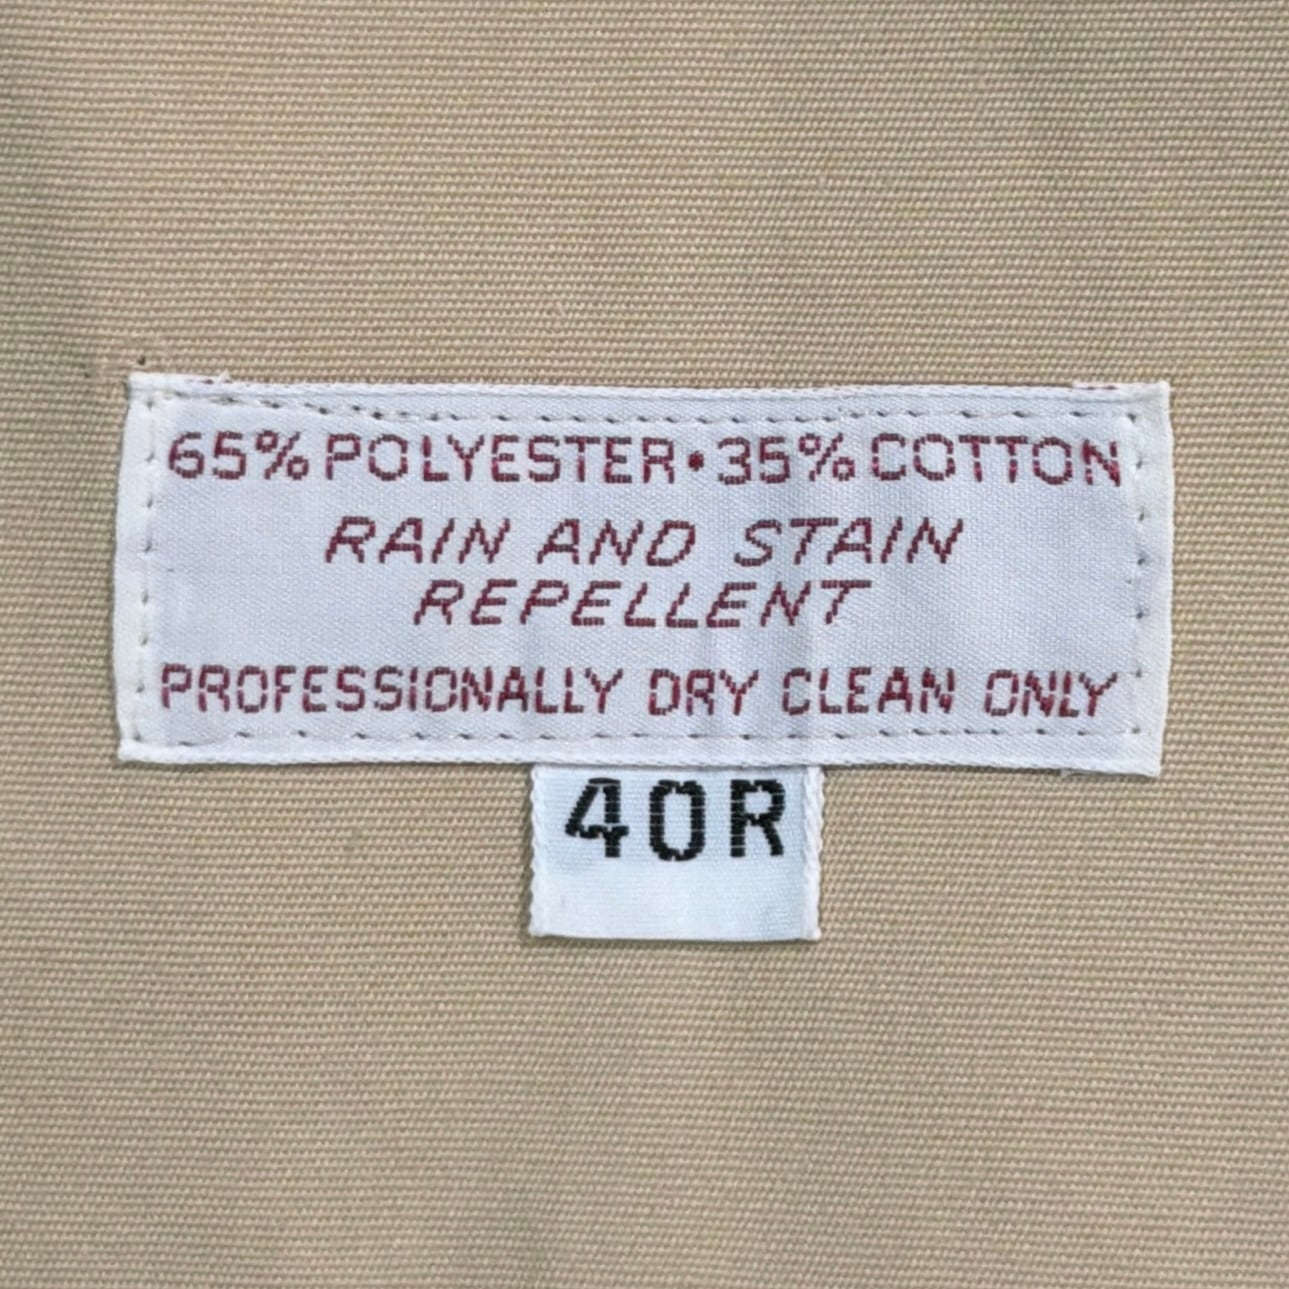 65% POLYESTER • 35% COTTON
RAIN AND STAIN
REPELLENT
PROFESSIONALLY DRY CLEAN ONLY
40R